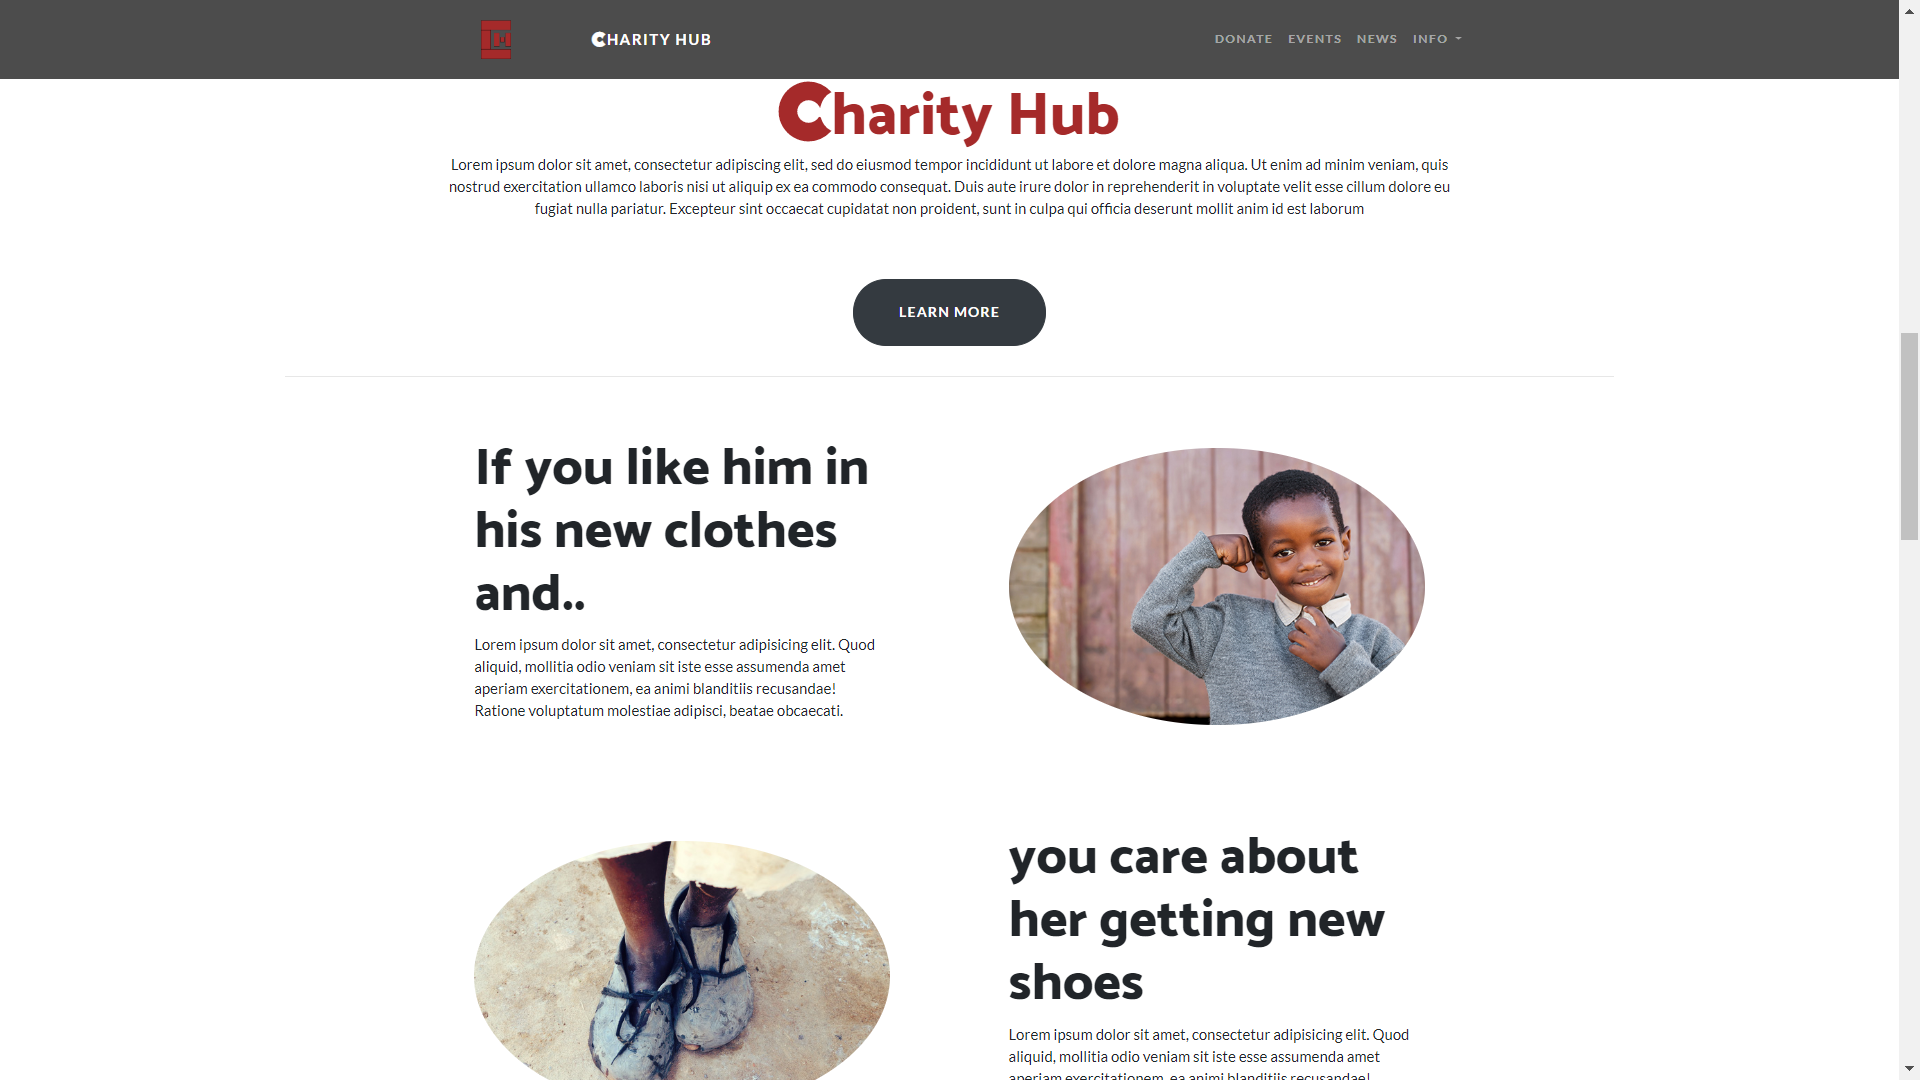 CHARITY HUB
DONATE EVENTS NEWS INFO
Charity Hub
Lorem ipsum dolor sit amet, consectetur adipiscing elit, sed do eiusmod tempor incididunt ut labore et dolore magna aliqua. Ut enim ad minim veniam, quis
nostrud exercitation ullamco laboris nisi ut aliquip ex ea commodo consequat. Duis aute irure dolor in reprehenderit in voluptate velit esse cillum dolore eu
fugiat nulla pariatur. Excepteur sint occaecat cupidatat non proident, sunt in culpa qui officia deserunt mollit anim id est laborum
LEARN MORE
If you like him in
his new clothes
and..
Lorem ipsum dolor sit amet, consectetur adipisicing elit. Quod
aliquid, mollitia odio veniam sit iste esse assumenda amet
aperiam exercitationem, ea animi blanditiis recusandae!
Ratione voluptatum molestiae adipisci, beatae obcaecati.
you care about
her getting new
shoes
Lorem ipsum dolor sit amet, consectetur adipisicing elit. Quod
aliquid, mollitia odio veniam sit iste esse assumenda amet
aperiam exercitationem, ea animi blanditiis recusandae!